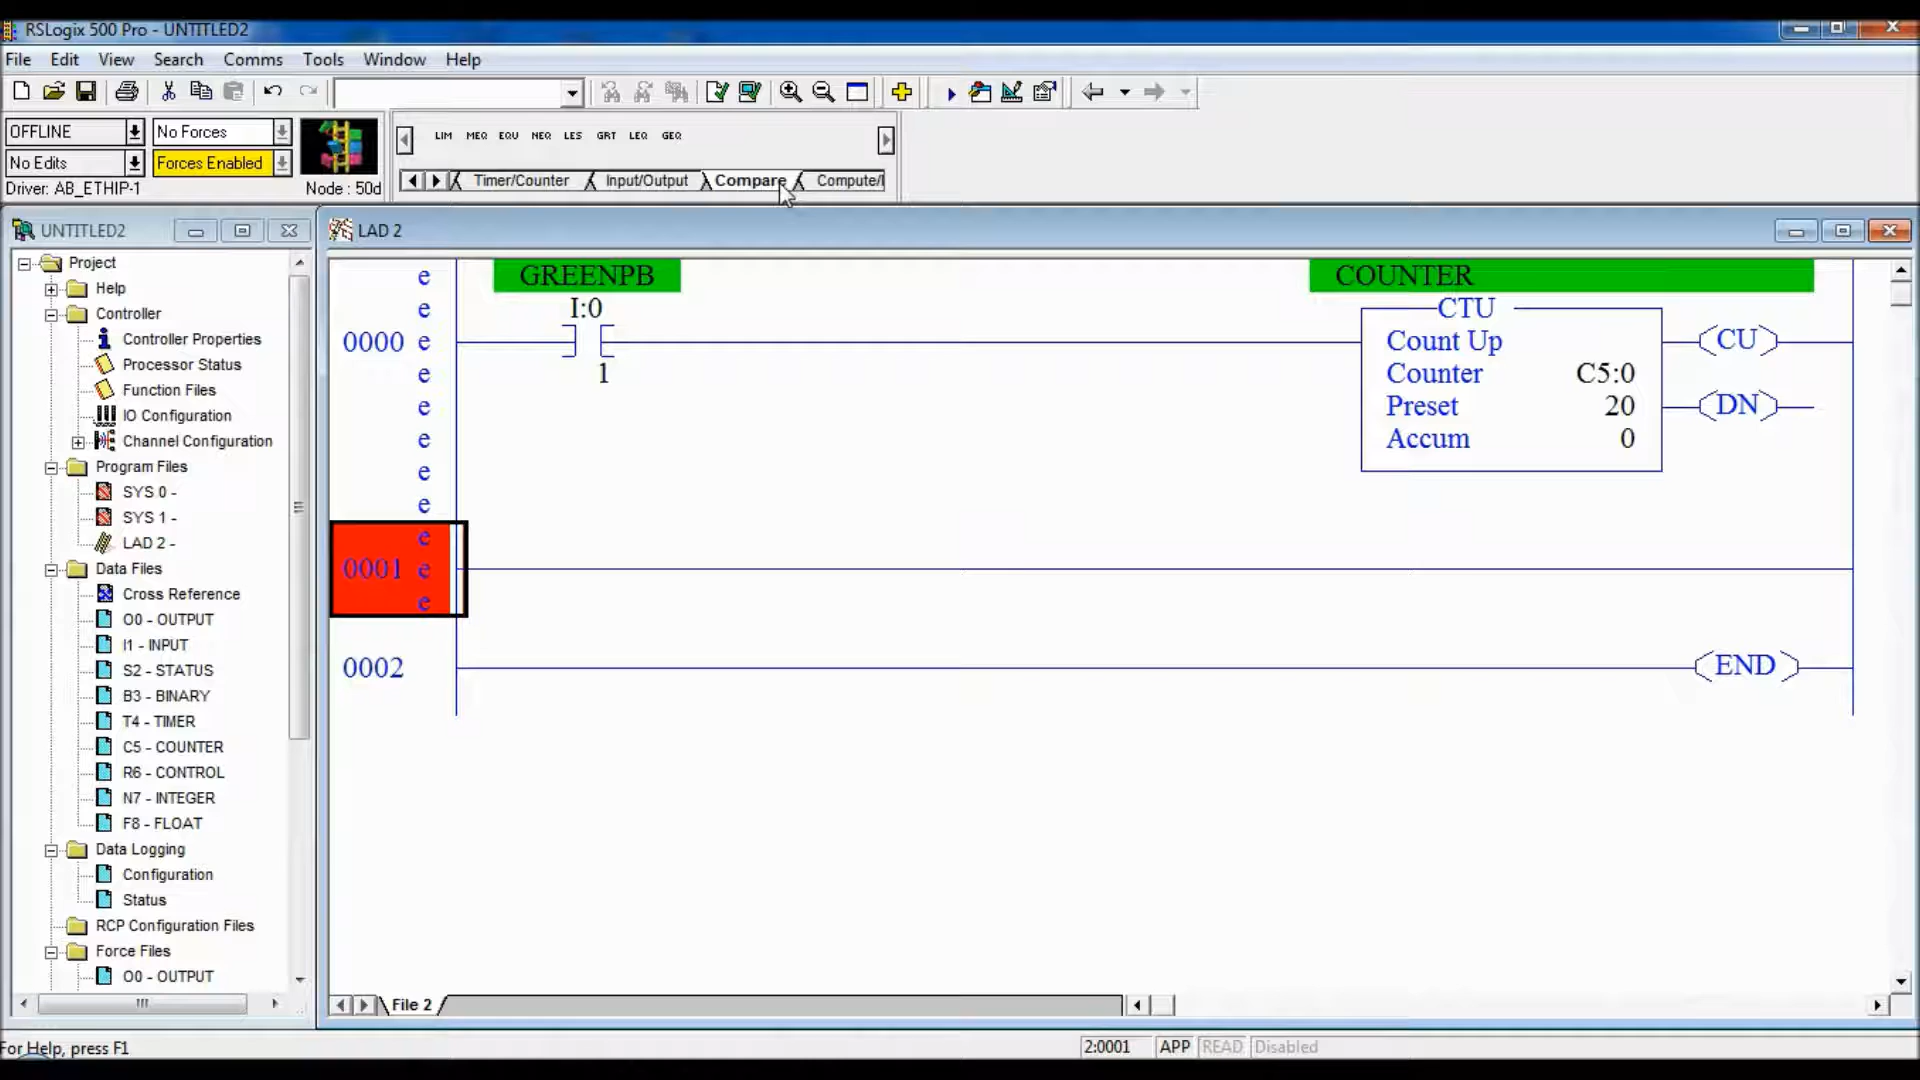 RSLogix 500 Pro - UNTITLED2
File Edit View Search Comms Tools Window Help
OFFLINE No Forces
No Edits Forces Enabled
Driver: AB_ETHIP-1 Node : 50d
LIM MEQ EQU NEQ LES GRT LEQ GEQ
Timer/Counter Input/Output Compare Compute/
UNTITLED2
Project
Help
Controller
Controller Properties
Processor Status
Function Files
IO Configuration
Channel Configuration
Program Files
SYS 0 -
SYS 1 -
LAD 2 -
Data Files
Cross Reference
O0 - OUTPUT
I1 - INPUT
S2 - STATUS
B3 - BINARY
T4 - TIMER
C5 - COUNTER
R6 - CONTROL
N7 - INTEGER
F8 - FLOAT
Data Logging
Configuration
Status
RCP Configuration Files
Force Files
O0 - OUTPUT
LAD 2
e GREENPB COUNTER
e I:0 CTU
0000 e Count Up CU
e 1 Counter C5:0
e Preset 20 DN
e Accum 0
e
e
e
0001 e
e
0002 END
File 2
For Help, press F1
2:0001 APP READ Disabled